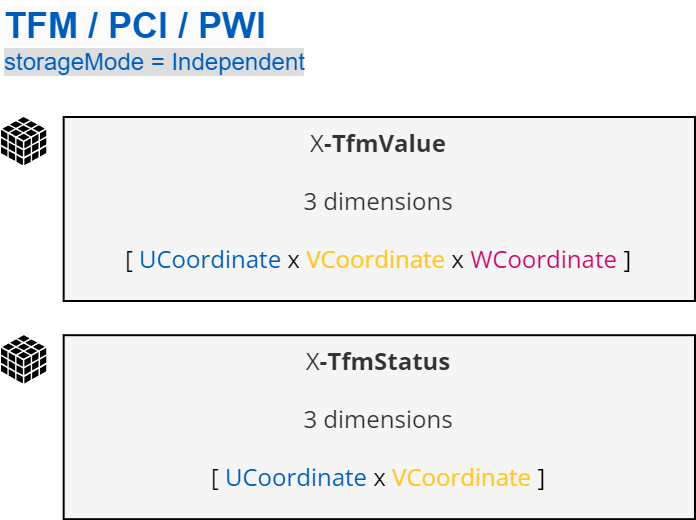 TFM / PCI / PWI
storageMode = Independent
X-TfmValue
3 dimensions
[ UCoordinate x VCoordinate x WCoordinate ]
X-TfmStatus
3 dimensions
[ UCoordinate x VCoordinate ]